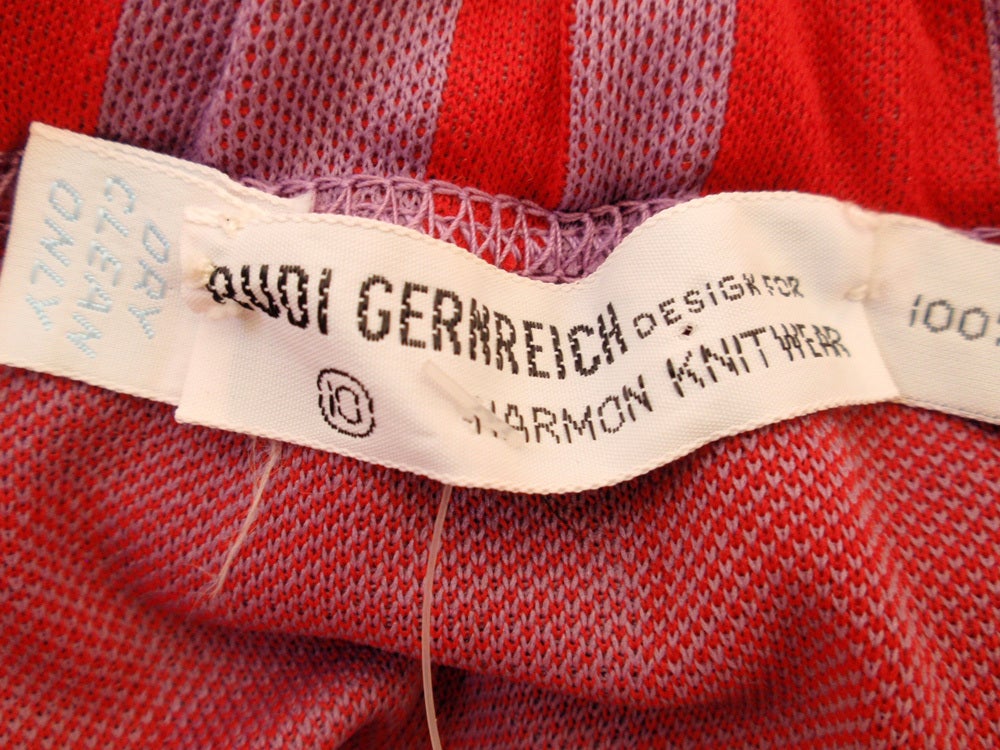 DRY
CLEAN
ONLY
RUDI GERNREICH DESIGN FOR
HARMON KNITWEAR
10
100%